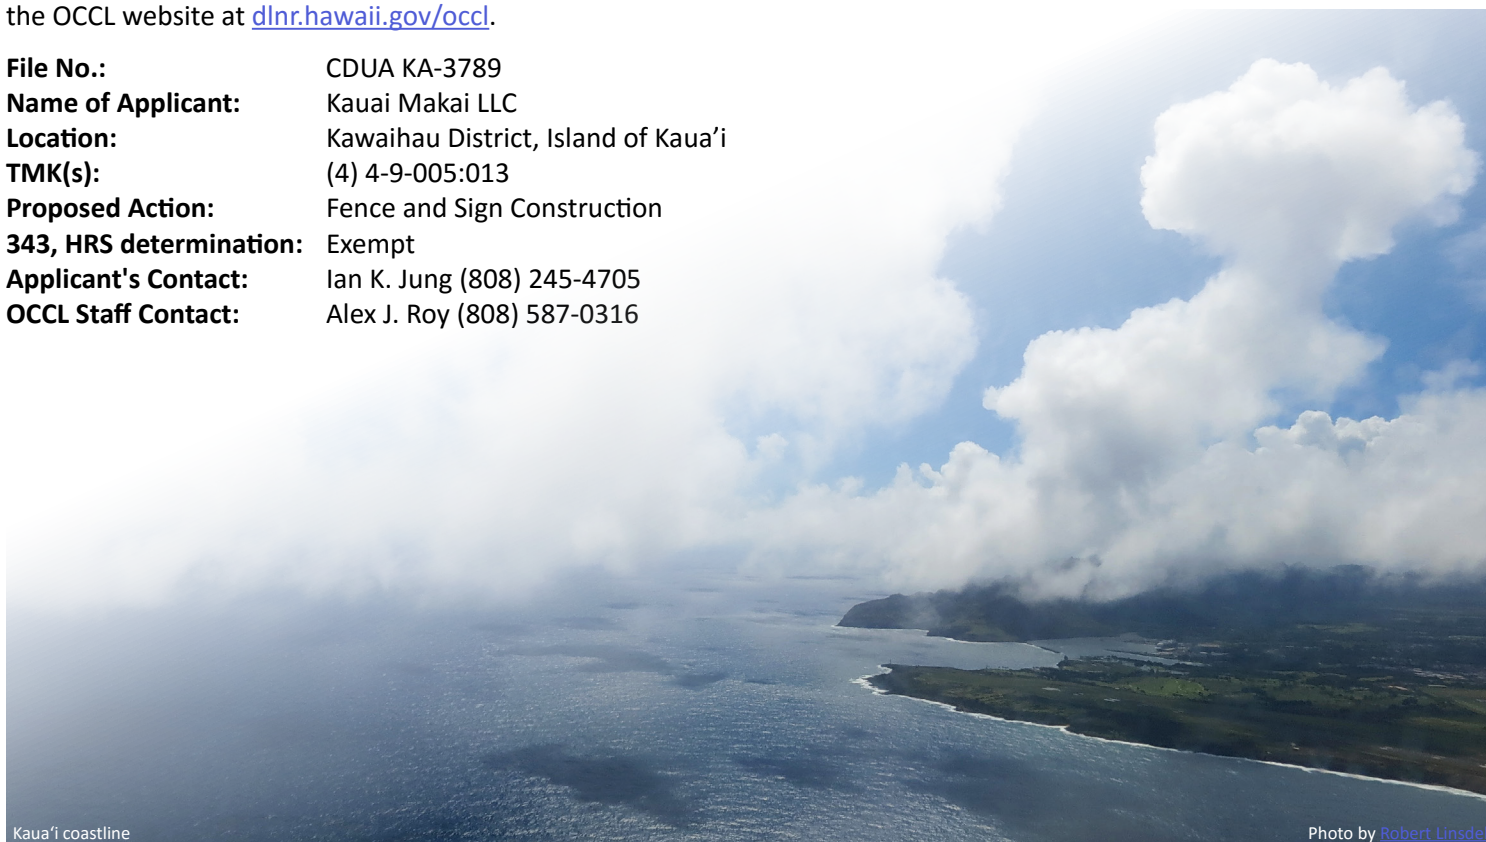 the OCCL website at dlnr.hawaii.gov/occl.
File No.: CDUA KA-3789
Name of Applicant: Kauai Makai LLC
Location: Kawaihau District, Island of Kaua’i
TMK(s): (4) 4-9-005:013
Proposed Action: Fence and Sign Construction
343, HRS determination: Exempt
Applicant's Contact: Ian K. Jung (808) 245-4705
OCCL Staff Contact: Alex J. Roy (808) 587-0316
Kauaʻi coastline
Photo by Robert Linsde